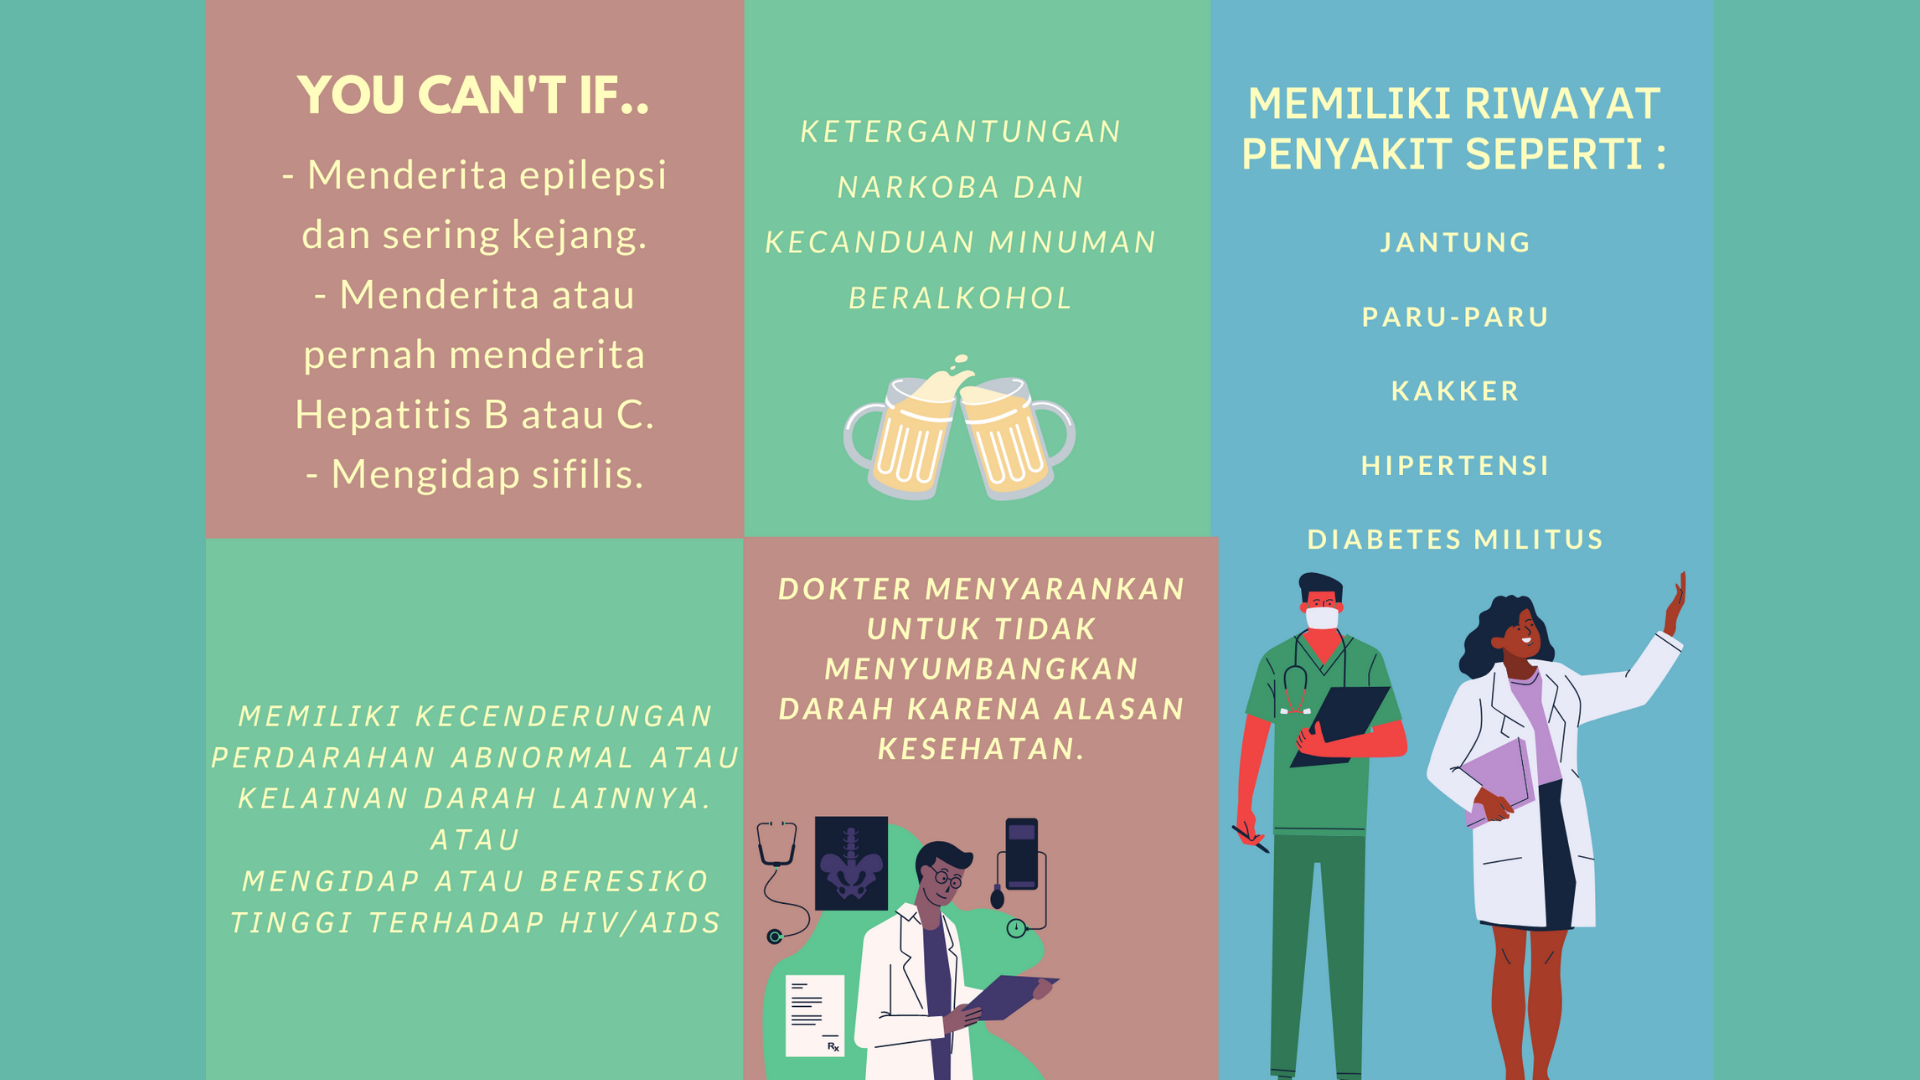 YOU CAN'T IF..
- Menderita epilepsi
dan sering kejang.
- Menderita atau
pernah menderita
Hepatitis B atau C.
- Mengidap sifilis.
KETERGANTUNGAN
NARKOBA DAN
KECANDUAN MINUMAN
BERALKOHOL
MEMILIKI RIWAYAT
PENYAKIT SEPERTI :
JANTUNG
PARU-PARU
KAKKER
HIPERTENSI
DIABETES MILITUS
MEMILIKI KECENDERUNGAN
PERDARAHAN ABNORMAL ATAU
KELAINAN DARAH LAINNYA.
ATAU
MENGIDAP ATAU BERESIKO
TINGGI TERHADAP HIV/AIDS
DOKTER MENYARANKAN
UNTUK TIDAK
MENYUMBANGKAN
DARAH KARENA ALASAN
KESEHATAN.
Rx